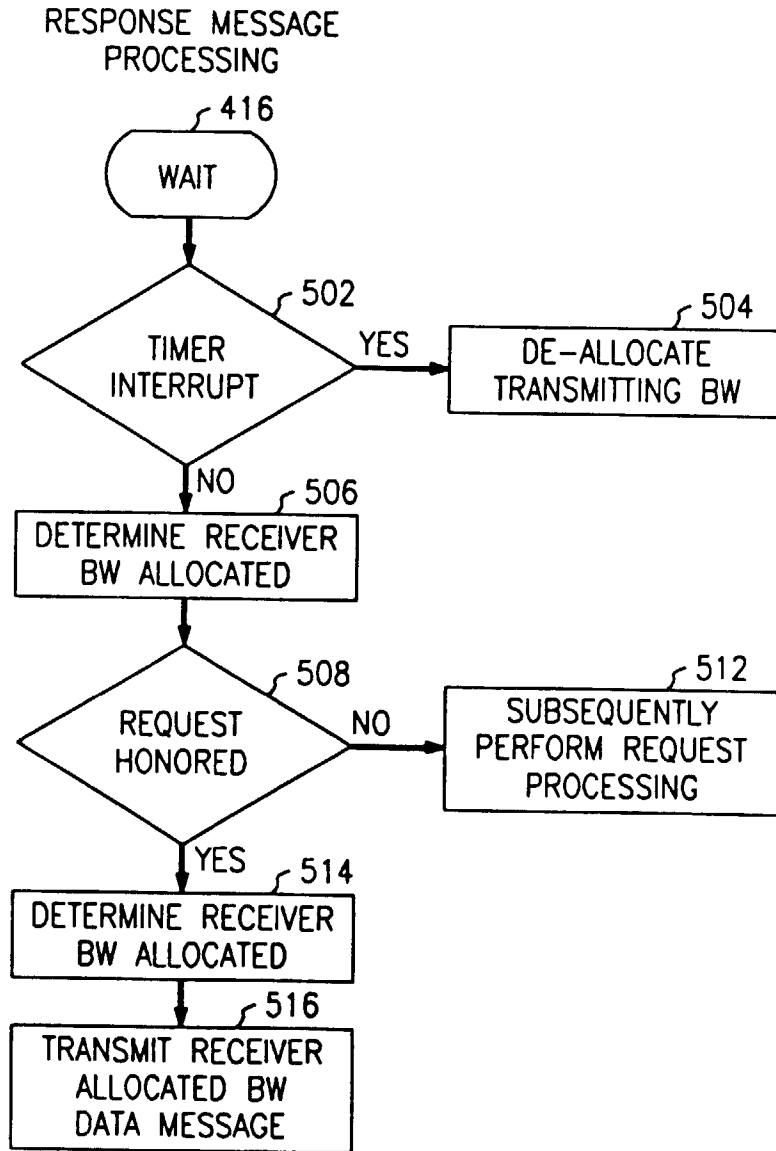 RESPONSE MESSAGE
PROCESSING
416
WAIT
502
TIMER
INTERRUPT
YES
504
DE-ALLOCATE
TRANSMITTING BW
NO
506
DETERMINE RECEIVER
BW ALLOCATED
508
REQUEST
HONORED
NO
512
SUBSEQUENTLY
PERFORM REQUEST
PROCESSING
YES
514
DETERMINE RECEIVER
BW ALLOCATED
516
TRANSMIT RECEIVER
ALLOCATED BW
DATA MESSAGE